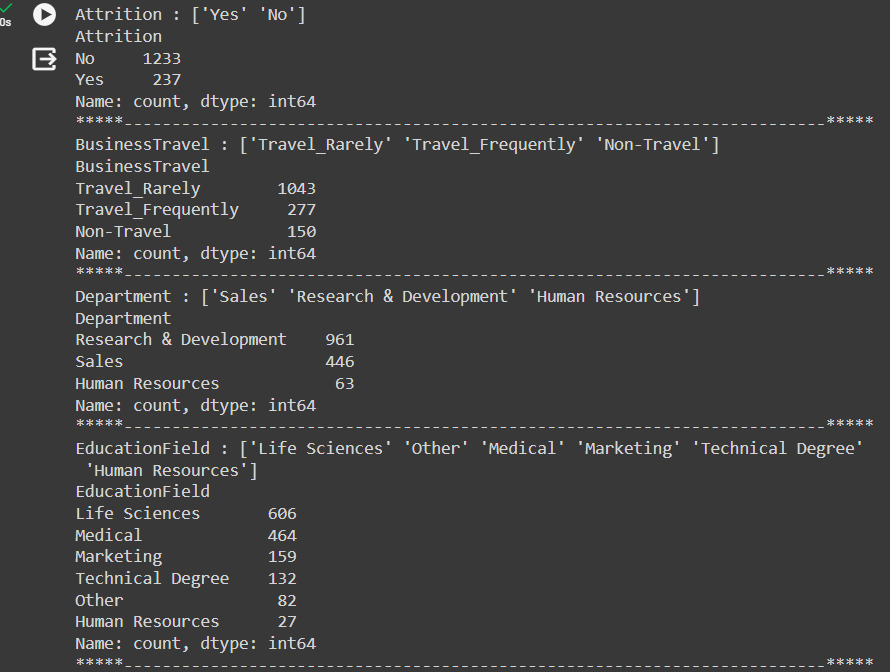 0s
Attrition : ['Yes' 'No']
Attrition
No     1233
Yes     237
Name: count, dtype: int64
*****-------------------------------------------------------------------------*****
BusinessTravel : ['Travel_Rarely' 'Travel_Frequently' 'Non-Travel']
BusinessTravel
Travel_Rarely        1043
Travel_Frequently     277
Non-Travel            150
Name: count, dtype: int64
*****-------------------------------------------------------------------------*****
Department : ['Sales' 'Research & Development' 'Human Resources']
Department
Research & Development    961
Sales                     446
Human Resources            63
Name: count, dtype: int64
*****-------------------------------------------------------------------------*****
EducationField : ['Life Sciences' 'Other' 'Medical' 'Marketing' 'Technical Degree'
 'Human Resources']
EducationField
Life Sciences       606
Medical             464
Marketing           159
Technical Degree    132
Other                82
Human Resources      27
Name: count, dtype: int64
*****-------------------------------------------------------------------------*****